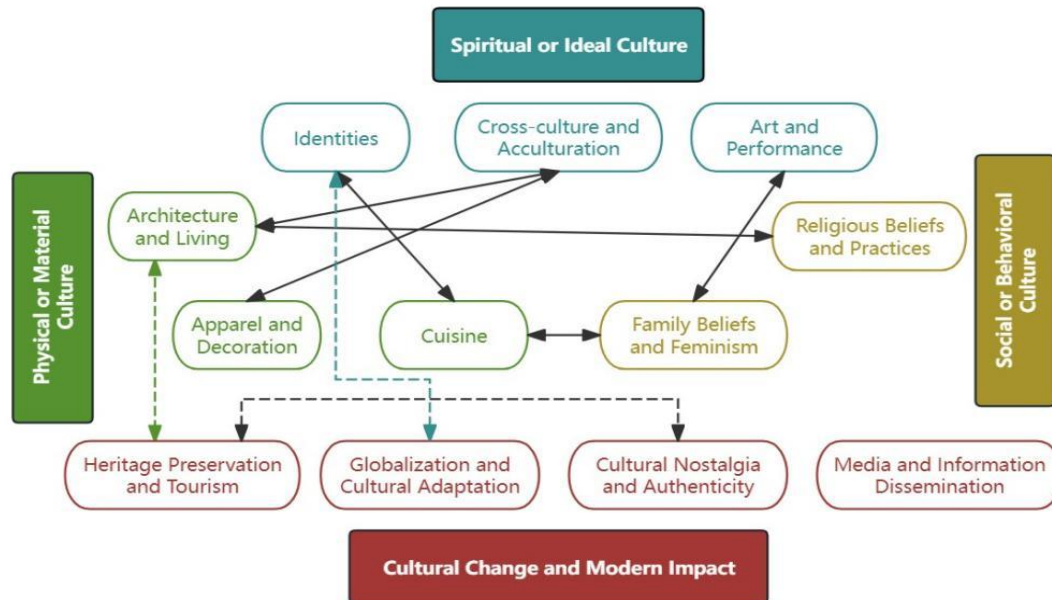 Spiritual or Ideal Culture
Identities
Cross-culture and
Acculturation
Art and
Performance
Physical or Material
Culture
Architecture
and Living
Religious Beliefs
and Practices
Social or Behavioral
Culture
Apparel and
Decoration
Cuisine
Family Beliefs
and Feminism
Heritage Preservation
and Tourism
Globalization and
Cultural Adaptation
Cultural Nostalgia
and Authenticity
Media and Information
Dissemination
Cultural Change and Modern Impact